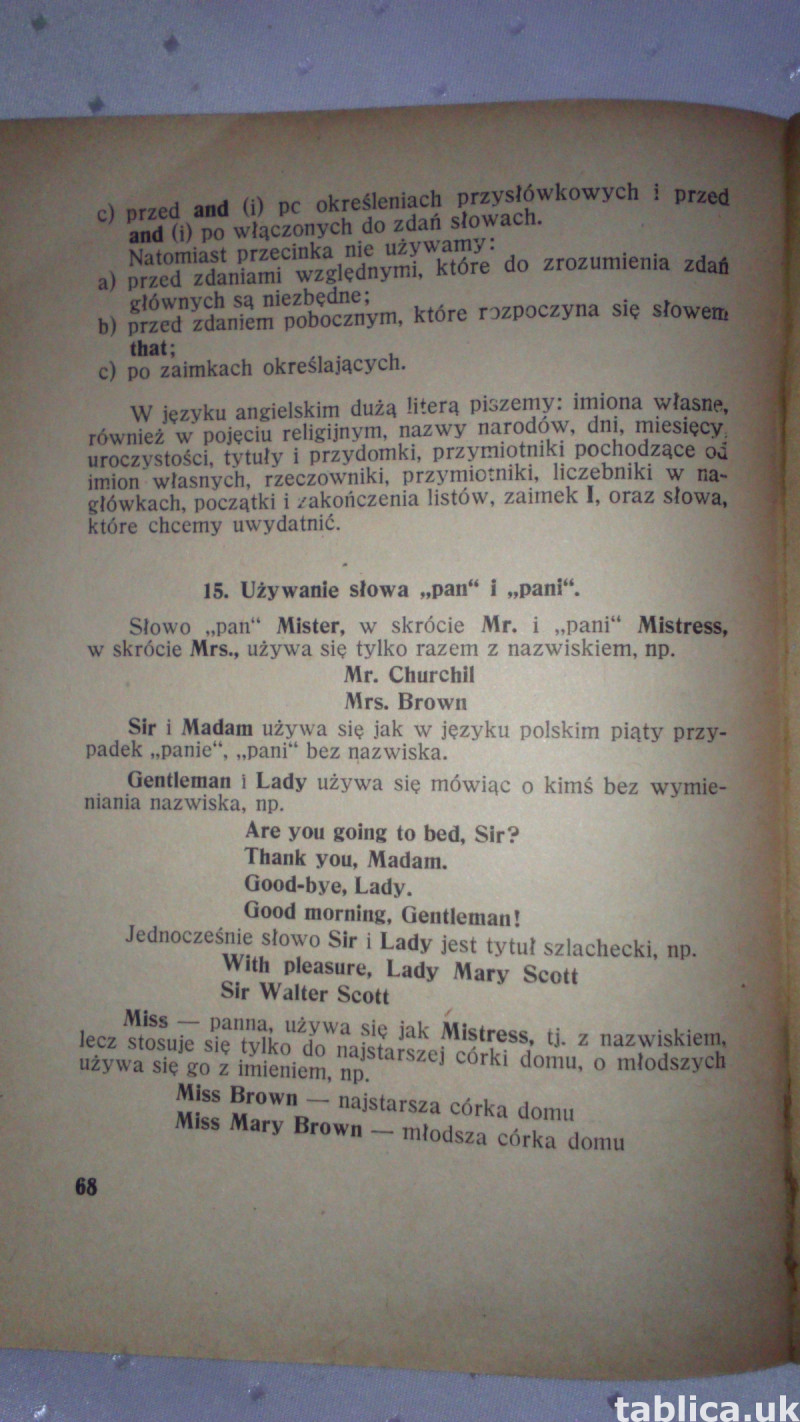 c) przed and (i) pc określeniach przysłówkowych i przed
and (i) po włączonych do zdań słowach.
Natomiast przecinka nie używamy:
a) przed zdaniami względnymi, które do zrozumienia zdań
głównych są niezbędne;
b) przed zdaniem pobocznym, które rozpoczyna się słowem
that;
c) po zaimkach określających.
W języku angielskim dużą literą piszemy: imiona własne,
również w pojęciu religijnym, nazwy narodów, dni, miesięcy,
uroczystości, tytuły i przydomki, przymiotniki pochodzące od
imion własnych, rzeczowniki, przymiotniki, liczebniki w na-
główkach, początki i zakończenia listów, zaimek I, oraz słowa,
które chcemy uwydatnić.
15. Używanie słowa „pan“ i „pani“.
Słowo „pan“ Mister, w skrócie Mr. i „pani“ Mistress,
w skrócie Mrs., używa się tylko razem z nazwiskiem, np.
Mr. Churchil
Mrs. Brown
Sir i Madam używa się jak w języku polskim piąty przy-
padek „panie“, „pani“ bez nazwiska.
Gentleman i Lady używa się mówiąc o kimś bez wymie-
niania nazwiska, np.
Are you going to bed, Sir?
Thank you, Madam.
Good-bye, Lady.
Good morning, Gentleman!
Jednocześnie słowo Sir i Lady jest tytuł szlachecki, np.
With pleasure, Lady Mary Scott
Sir Walter Scott
Miss — panna, używa się jak Mistress, tj. z nazwiskiem,
lecz stosuje się tylko do najstarszej córki domu, o młodszych
używa się go z imieniem, np.
Miss Brown — najstarsza córka domu
Miss Mary Brown — młodsza córka domu
68
tablica.uk